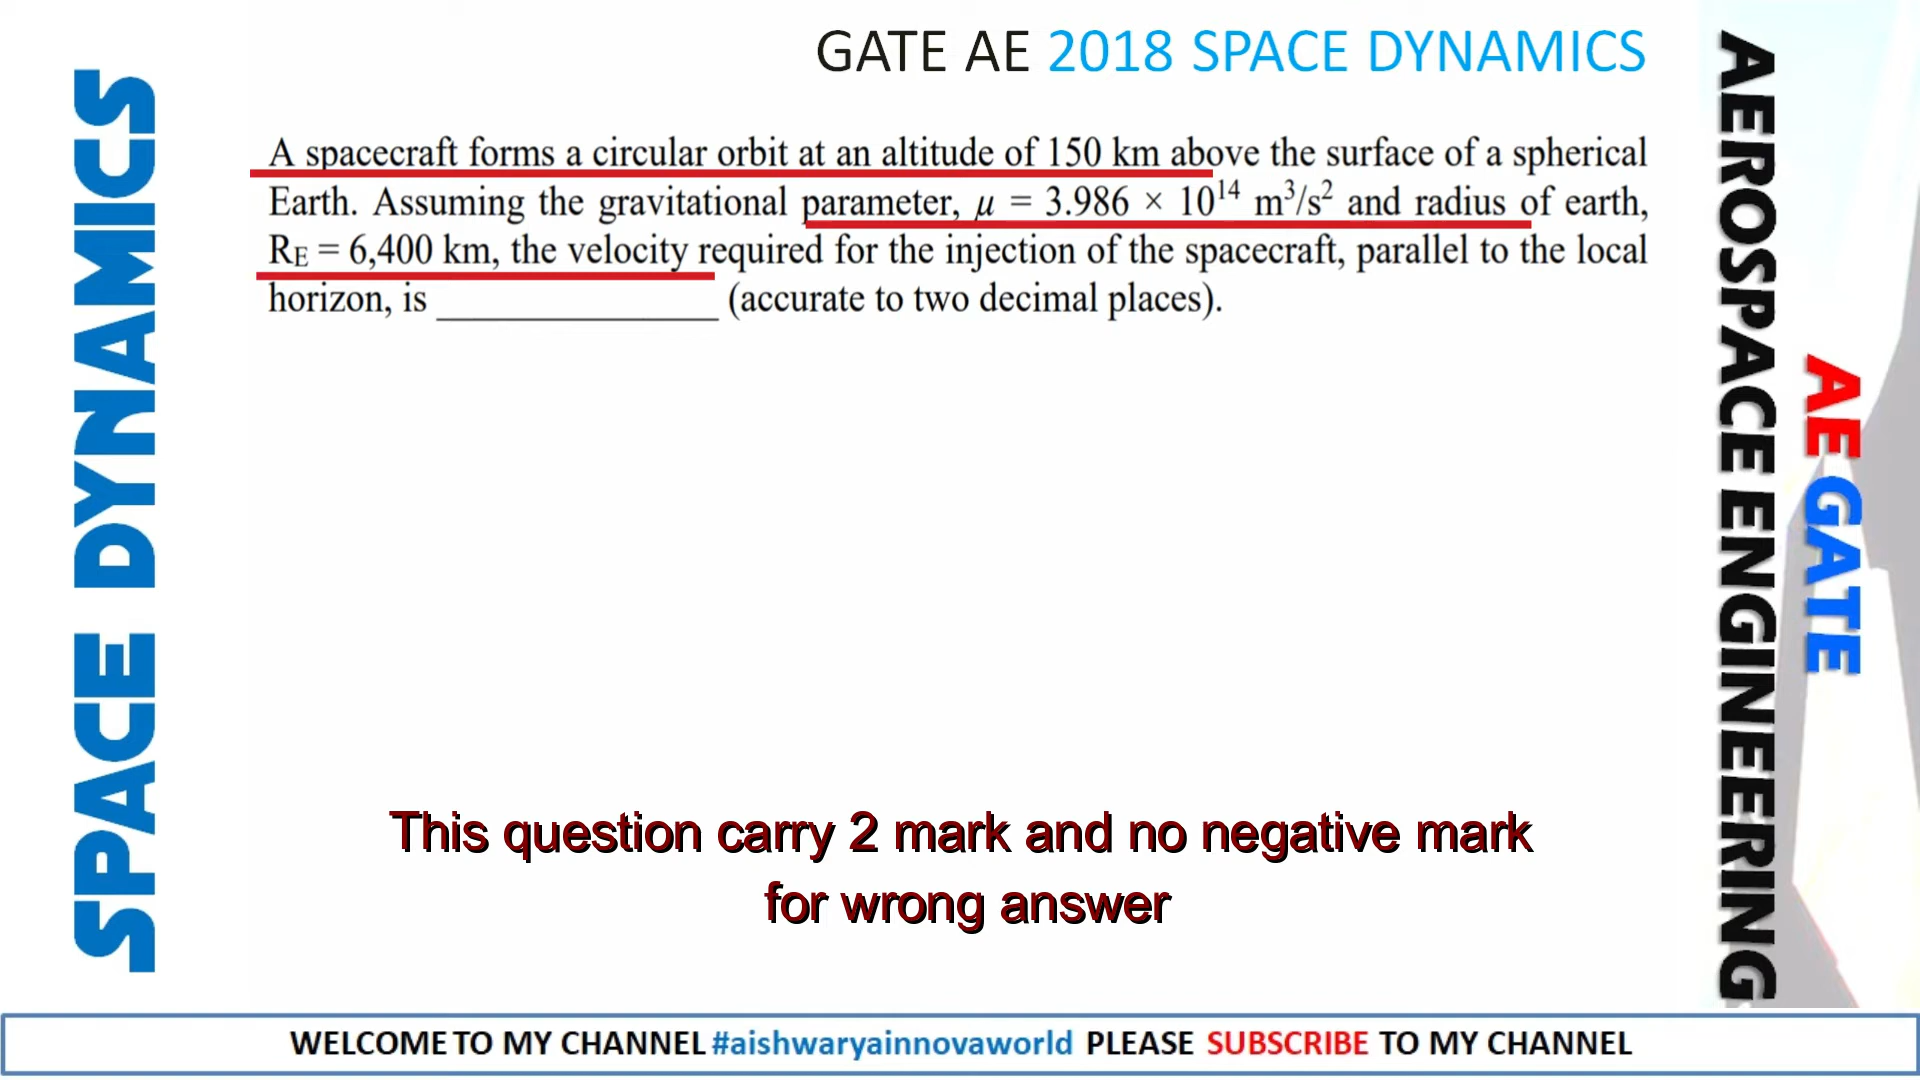 GATE AE 2018 SPACE DYNAMICS
SPACE DYNAMICS
A spacecraft forms a circular orbit at an altitude of 150 km above the surface of a spherical
Earth. Assuming the gravitational parameter, μ = 3.986 × 10¹⁴ m³/s² and radius of earth,
RE = 6,400 km, the velocity required for the injection of the spacecraft, parallel to the local
horizon, is ______________ (accurate to two decimal places).
AEROSPACE ENGINEERING
AE GATE
This question carry 2 mark and no negative mark
for wrong answer
WELCOME TO MY CHANNEL #aishwaryainnovaworld PLEASE SUBSCRIBE TO MY CHANNEL